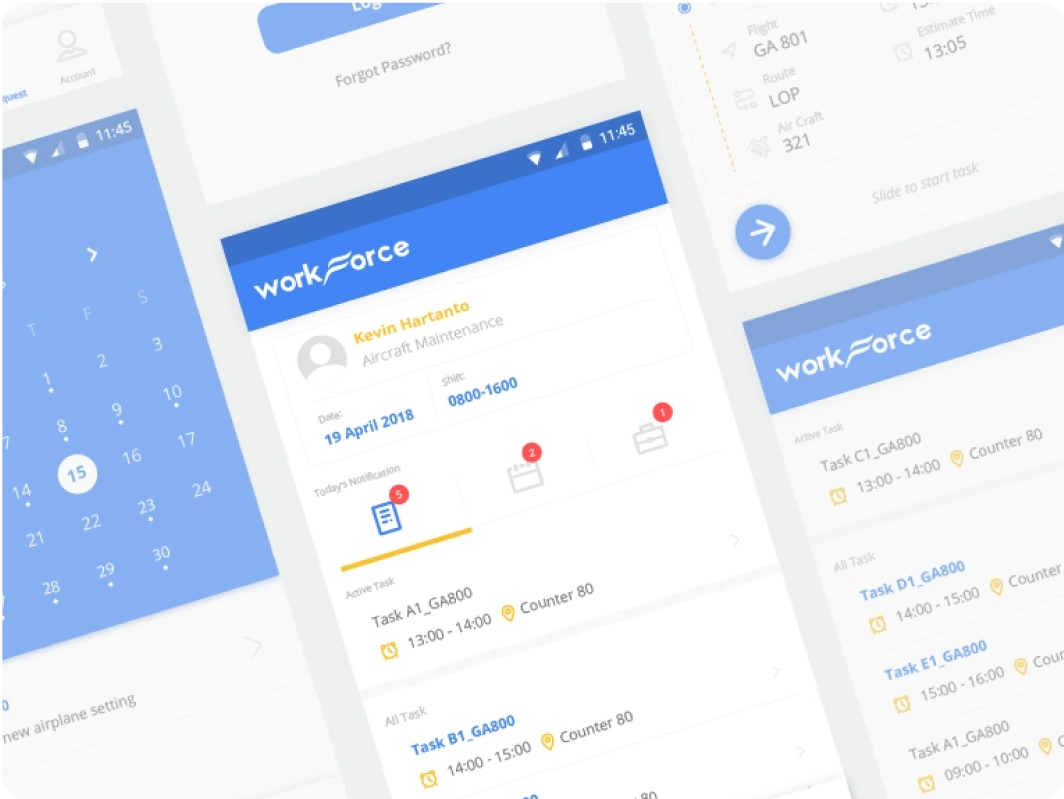 Account
quest
11:45
T F S
1 2 3
7 8 9 10
14 15 16 17
21 22 23 24
28 29 30
new airplane setting
Forgot Password?
11:45
workForce
Kevin Hartanto
Aircraft Maintenance
Date:
19 April 2018
Shift:
0800-1600
Today's Notification
5
2
1
Active Task
Task A1_GA800
13:00 - 14:00 Counter 80
All Task
Task B1_GA800
14:00 - 15:00 Counter 80
Flight
GA 801
Estimate Time
13:05
Route
LOP
Air Craft
321
Slide to start task
workForce
Active Task
Task C1_GA800
13:00 - 14:00 Counter 80
All Task
Task D1_GA800
14:00 - 15:00 Counter
Task E1_GA800
15:00 - 16:00 Coun
Task A1_GA800
09:00 - 10:00 C